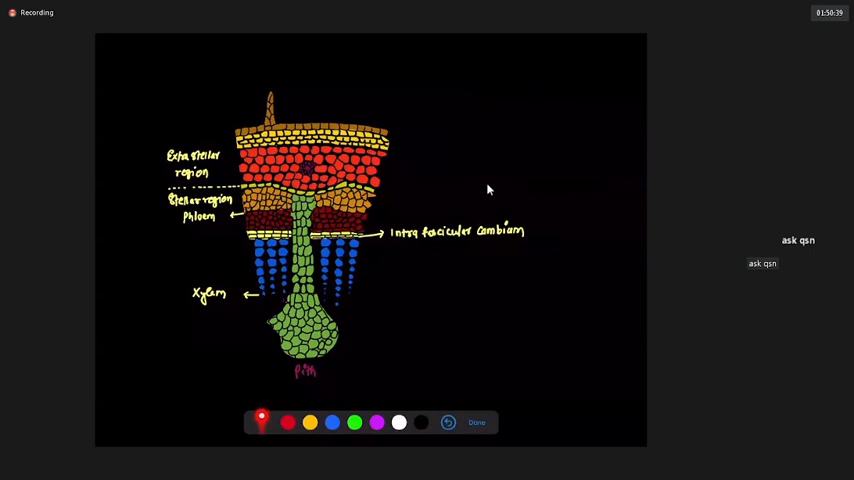 Recording
01:50:39
Extra stellar
region
Stellar region
Phloem
Intra fascicular Cambium
Xylem
Pith
ask qsn
ask qsn
Done